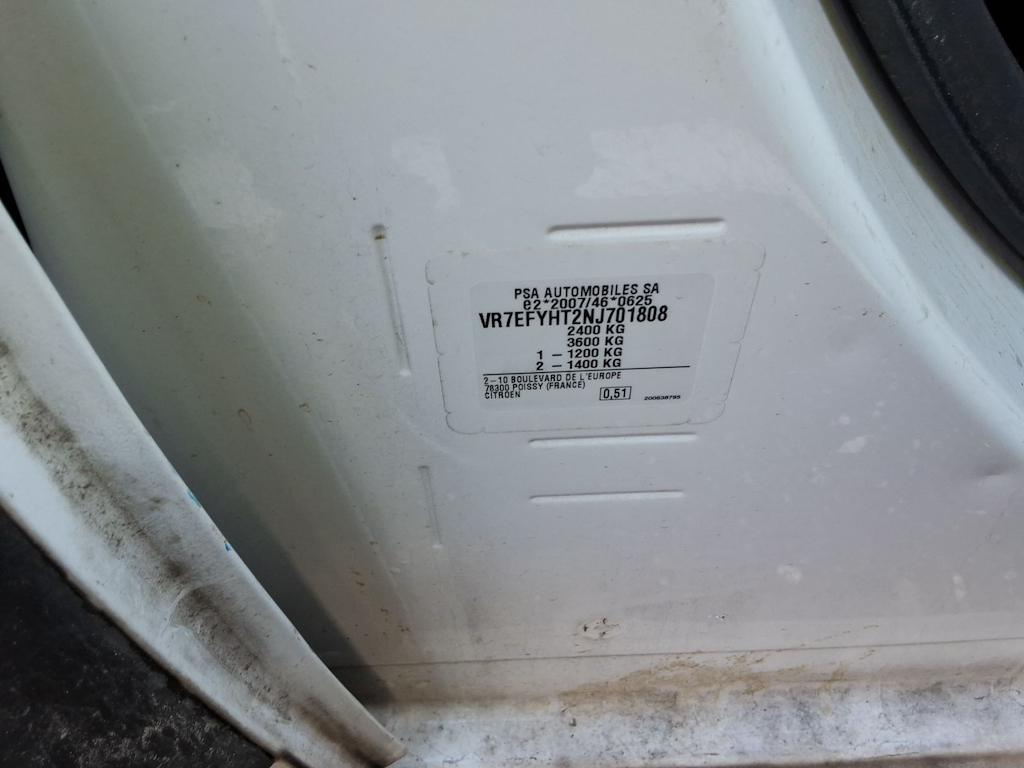 PSA AUTOMOBILES SA
e2*2007/46*0625
VR7EFYHT2NJ701808
2400 KG
3600 KG
1 – 1200 KG
2 – 1400 KG
2–10 BOULEVARD DE L'EUROPE
78300 POISSY (FRANCE)
CITROEN 0,51 200638795